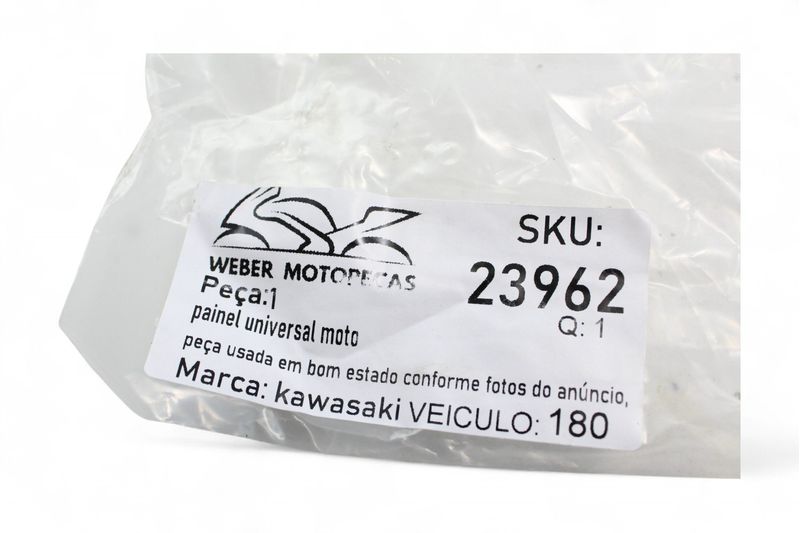 WEBER MOTOPEÇAS
SKU:
23962
Q: 1
Peça:1
painel universal moto
peça usada em bom estado conforme fotos do anúncio,
Marca: kawasaki VEICULO: 180